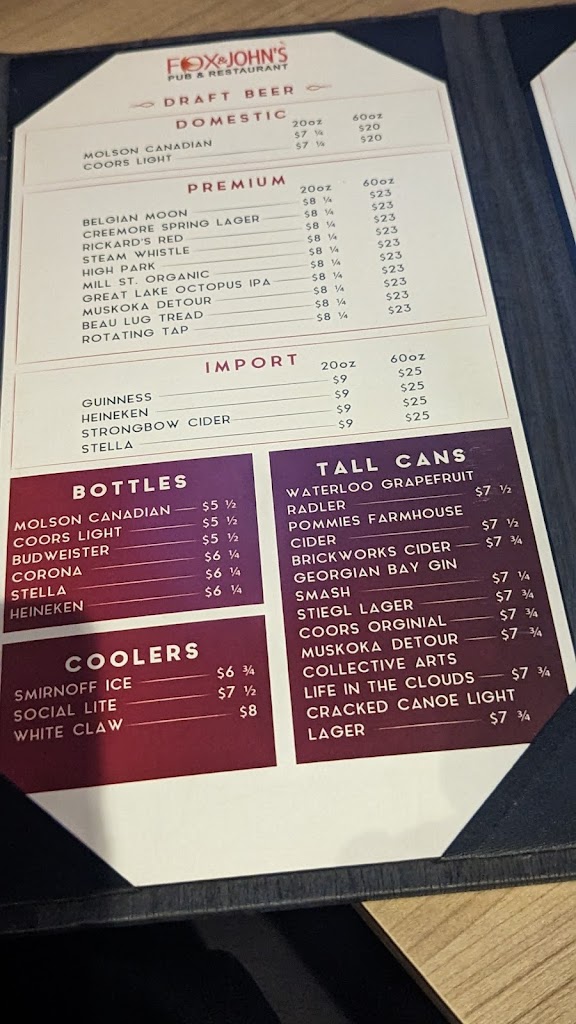 FOX & JOHN'S
PUB & RESTAURANT
DRAFT BEER
DOMESTIC
20oz 60oz
MOLSON CANADIAN $7 ¼ $20
COORS LIGHT $7 ¼ $20
PREMIUM
20oz 60oz
BELGIAN MOON $8 ¼ $23
CREEMORE SPRING LAGER $8 ¼ $23
RICKARD'S RED $8 ¼ $23
STEAM WHISTLE $8 ¼ $23
HIGH PARK $8 ¼ $23
MILL ST. ORGANIC $8 ¼ $23
GREAT LAKE OCTOPUS IPA $8 ¼ $23
MUSKOKA DETOUR $8 ¼ $23
BEAU LUG TREAD $8 ¼ $23
ROTATING TAP $8 ¼ $23
IMPORT
20oz 60oz
GUINNESS $9 $25
HEINEKEN $9 $25
STRONGBOW CIDER $9 $25
STELLA $9 $25
BOTTLES
MOLSON CANADIAN $5 ½
COORS LIGHT $5 ½
BUDWEISTER $5 ½
CORONA $6 ¼
STELLA $6 ¼
HEINEKEN $6 ¼
COOLERS
SMIRNOFF ICE $6 ¾
SOCIAL LITE $7 ½
WHITE CLAW $8
TALL CANS
WATERLOO GRAPEFRUIT
RADLER $7 ½
POMMIES FARMHOUSE
CIDER $7 ½
BRICKWORKS CIDER $7 ¾
GEORGIAN BAY GIN
SMASH $7 ¼
STIEGL LAGER $7 ¾
COORS ORGINIAL $7 ¾
MUSKOKA DETOUR $7 ¾
COLLECTIVE ARTS
LIFE IN THE CLOUDS $7 ¾
CRACKED CANOE LIGHT
LAGER $7 ¾